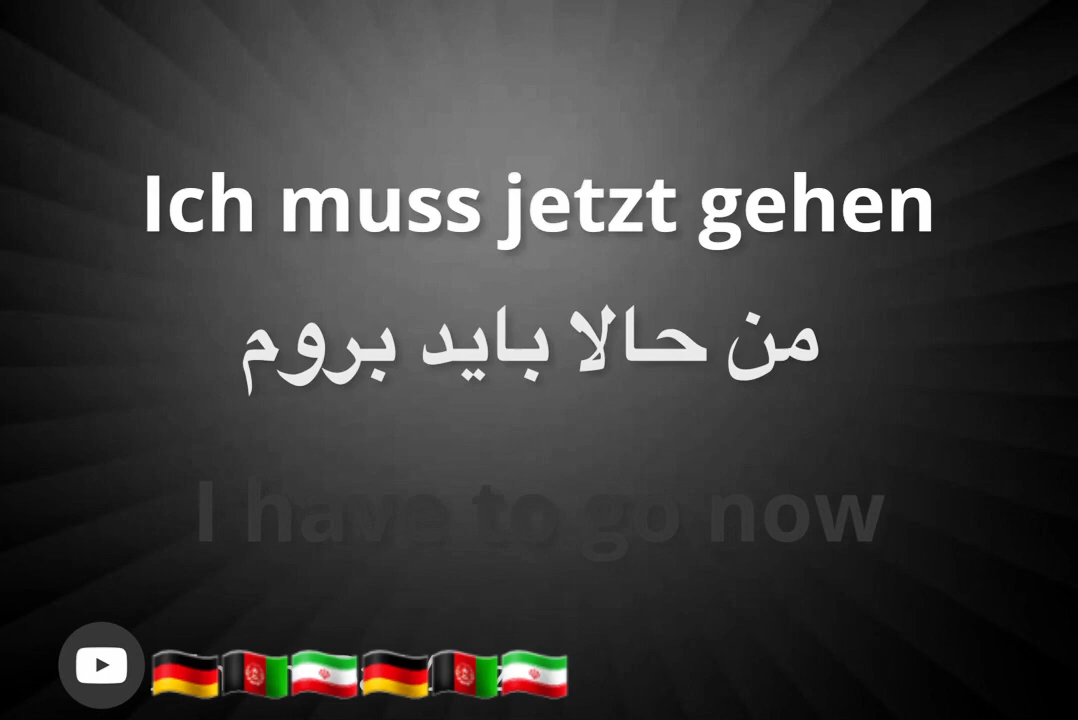 Ich muss jetzt gehen
من حالا باید بروم
I have to go now